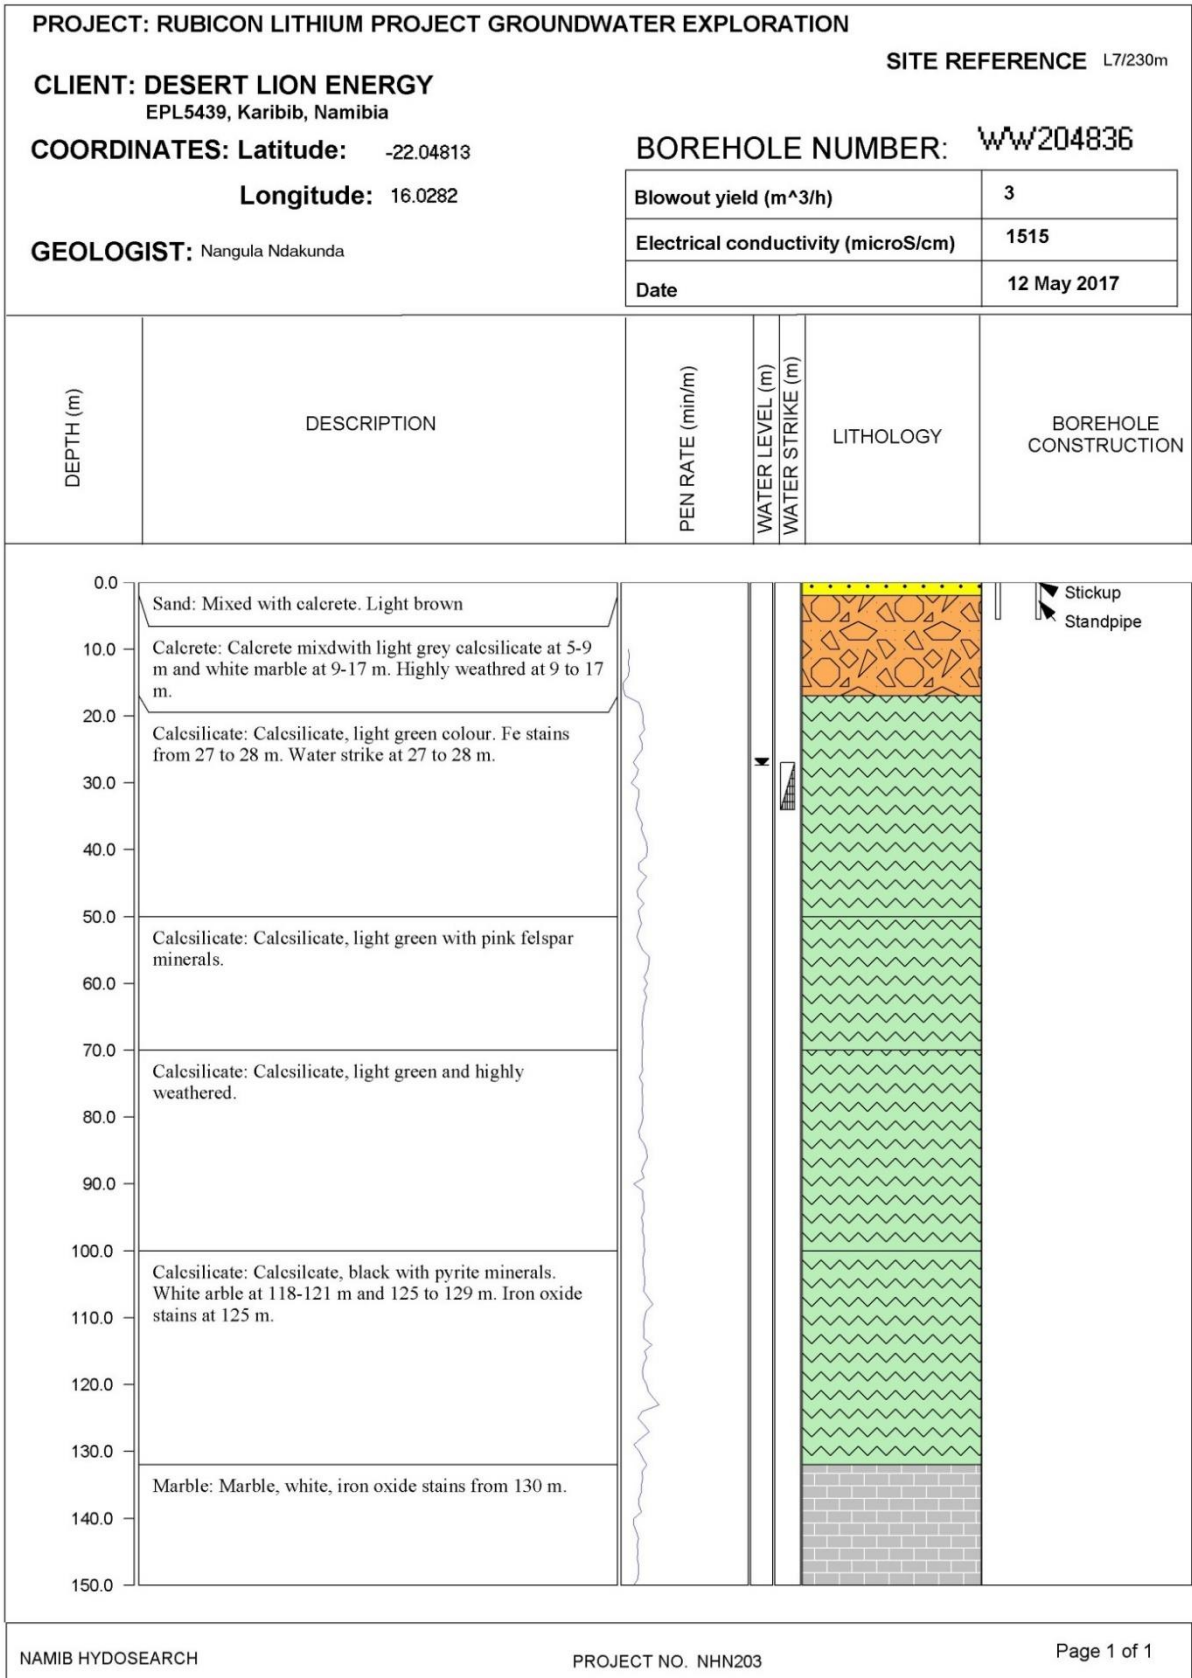 PROJECT: RUBICON LITHIUM PROJECT GROUNDWATER EXPLORATION
SITE REFERENCE L7/230m
CLIENT: DESERT LION ENERGY
EPL5439, Karibib, Namibia
COORDINATES: Latitude: -22.04813
Longitude: 16.0282
GEOLOGIST: Nangula Ndakunda
BOREHOLE NUMBER: WW204836
Blowout yield (m^3/h) 3
Electrical conductivity (microS/cm) 1515
Date 12 May 2017
DEPTH (m)
DESCRIPTION
PEN RATE (min/m)
WATER LEVEL (m)
WATER STRIKE (m)
LITHOLOGY
BOREHOLE
CONSTRUCTION
0.0
Sand: Mixed with calcrete. Light brown
Stickup
Standpipe
10.0
Calcrete: Calcrete mixdwith light grey calcsilicate at 5-9
m and white marble at 9-17 m. Highly weathred at 9 to 17
m.
20.0
Calcsilicate: Calcsilicate, light green colour. Fe stains
from 27 to 28 m. Water strike at 27 to 28 m.
30.0
40.0
50.0
Calcsilicate: Calcsilicate, light green with pink felspar
minerals.
60.0
70.0
Calcsilicate: Calcsilicate, light green and highly
weathered.
80.0
90.0
100.0
Calcsilicate: Calcsilcate, black with pyrite minerals.
White arble at 118-121 m and 125 to 129 m. Iron oxide
stains at 125 m.
110.0
120.0
130.0
Marble: Marble, white, iron oxide stains from 130 m.
140.0
150.0
NAMIB HYDOSEARCH
PROJECT NO. NHN203
Page 1 of 1